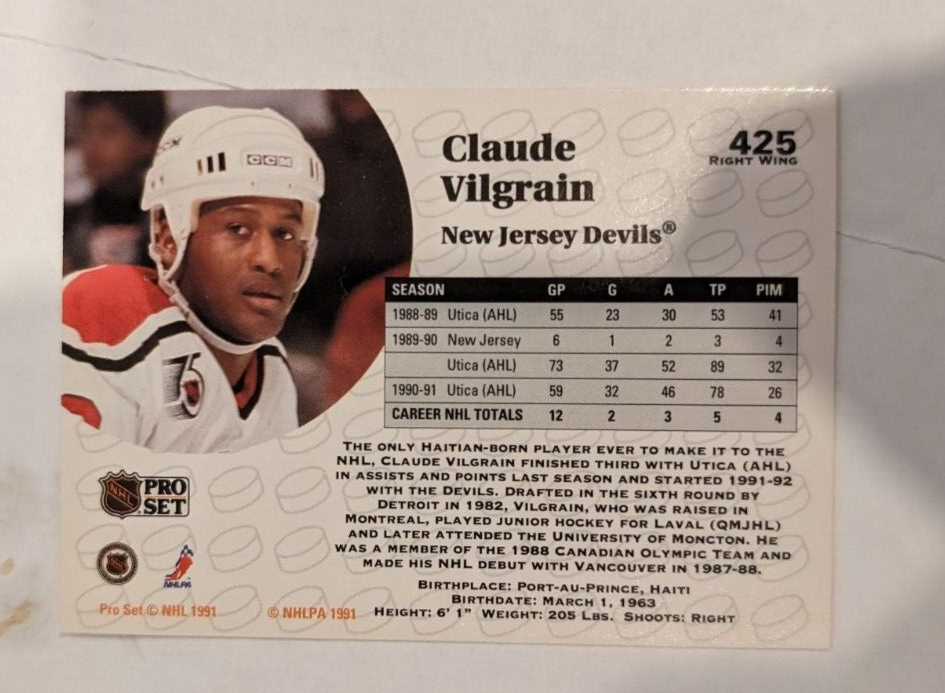 CCM
75
Claude
Vilgrain
New Jersey Devils®
425
RIGHT WING
SEASON GP G A TP PIM
1988-89 Utica (AHL) 55 23 30 53 41
1989-90 New Jersey 6 1 2 3 4
Utica (AHL) 73 37 52 89 32
1990-91 Utica (AHL) 59 32 46 78 26
CAREER NHL TOTALS 12 2 3 5 4
THE ONLY HAITIAN-BORN PLAYER EVER TO MAKE IT TO THE
NHL, CLAUDE VILGRAIN FINISHED THIRD WITH UTICA (AHL)
IN ASSISTS AND POINTS LAST SEASON AND STARTED 1991-92
WITH THE DEVILS. DRAFTED IN THE SIXTH ROUND BY
DETROIT IN 1982, VILGRAIN, WHO WAS RAISED IN
MONTREAL, PLAYED JUNIOR HOCKEY FOR LAVAL (QMJHL)
AND LATER ATTENDED THE UNIVERSITY OF MONCTON. HE
WAS A MEMBER OF THE 1988 CANADIAN OLYMPIC TEAM AND
MADE HIS NHL DEBUT WITH VANCOUVER IN 1987-88.
BIRTHPLACE: PORT-AU-PRINCE, HAITI
BIRTHDATE: MARCH 1, 1963
HEIGHT: 6' 1" WEIGHT: 205 LBS. SHOOTS: RIGHT
NHL PRO
SET
NHLPA
Pro Set © NHL 1991
© NHLPA 1991